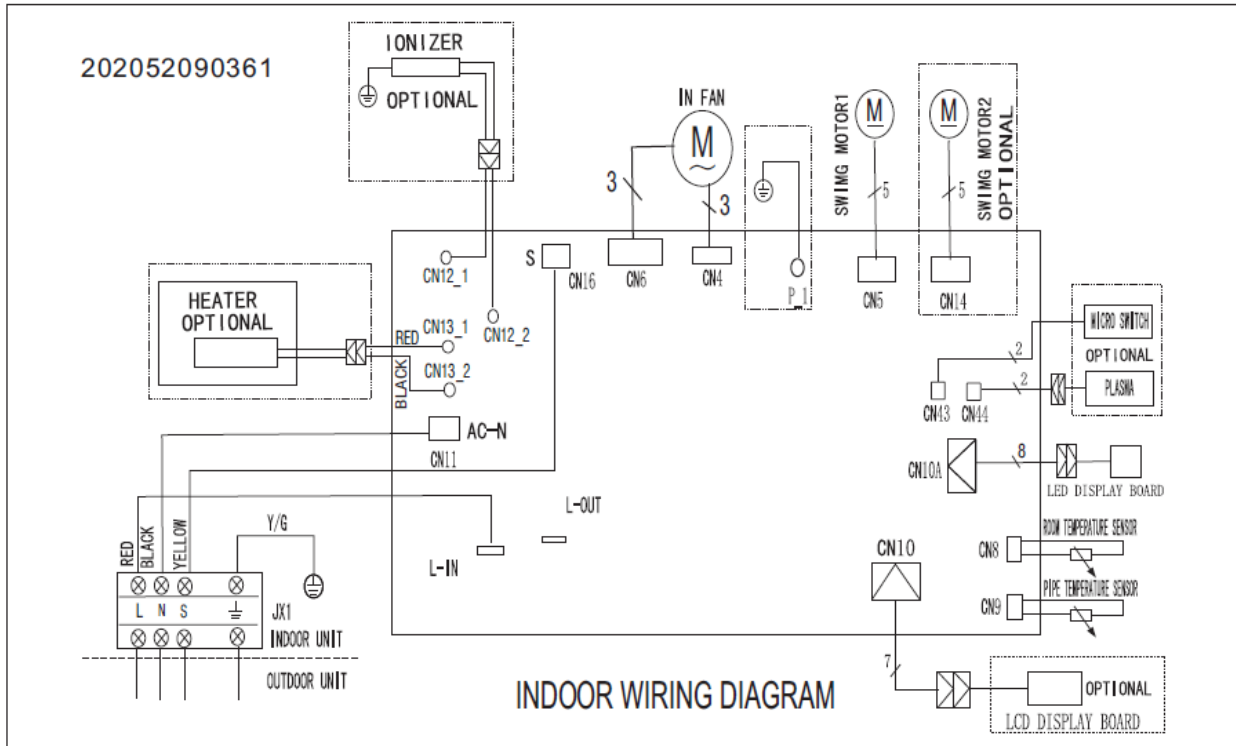 202052090361
IONIZER
OPTIONAL
IN FAN
M
3
3
SWIMG MOTOR1
M
5
SWIMG MOTOR2
OPTIONAL
M
5
CN12_1
S
CN16
CN6
CN4
P_1
CN5
CN14
HEATER
OPTIONAL
RED
CN13_1
CN12_2
BLACK
CN13_2
MICRO SWITCH
2
OPTIONAL
2
PLASMA
CN43
CN44
AC-N
CN11
CN10A
8
LED DISPLAY BOARD
L-OUT
L-IN
RED
BLACK
YELLOW
Y/G
CN10
CN8
ROOM TEMPERATURE SENSOR
CN9
PIPE TEMPERATURE SENSOR
L N S
JX1
INDOOR UNIT
OUTDOOR UNIT
7
INDOOR WIRING DIAGRAM
OPTIONAL
LCD DISPLAY BOARD